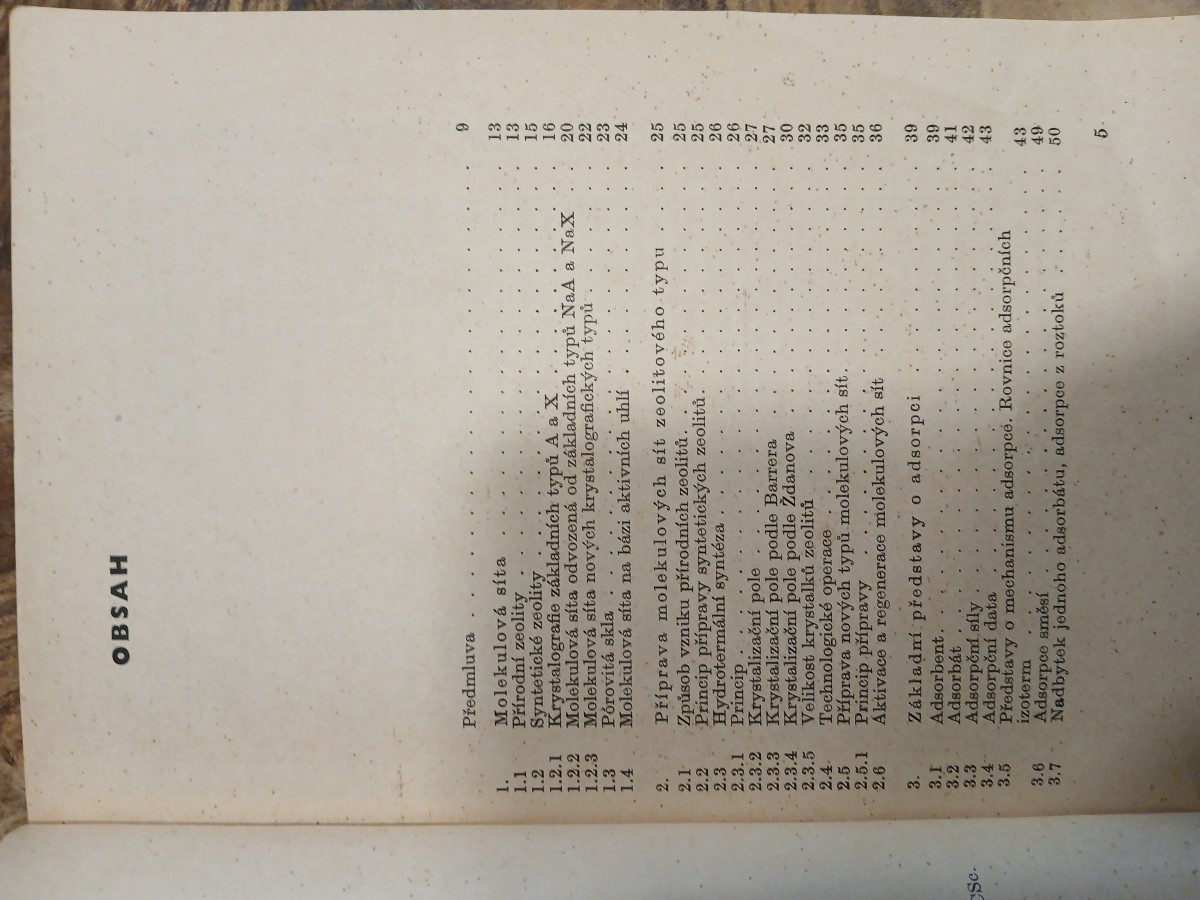 OBSAH
Předmluva . . . . . . . . . . . . . . . . . . 9
1. Molekulová síta . . . . . . . . . . . . . . . . 13
1.1 Přírodní zeolity . . . . . . . . . . . . . . . . 13
1.2 Syntetické zeolity . . . . . . . . . . . . . . . 15
1.2.1 Krystalografie základních typů A a X . . . . . . . . . 16
1.2.2 Molekulová síta odvozená od základních typů NaA a NaX . . 20
1.2.3 Molekulová síta nových krystalografických typů . . . . . . 22
1.3 Pórovitá skla . . . . . . . . . . . . . . . . . 23
1.4 Molekulová síta na bázi aktivních uhlí . . . . . . . . . 24
2. Příprava molekulových sít zeolitového typu . . . 25
2.1 Způsob vzniku přírodních zeolitů . . . . . . . . . . . 25
2.2 Princip přípravy syntetických zeolitů . . . . . . . . . . 25
2.3 Hydrotermální syntéza . . . . . . . . . . . . . . 26
2.3.1 Princip . . . . . . . . . . . . . . . . . . . 26
2.3.2 Krystalizační pole . . . . . . . . . . . . . . . . 27
2.3.3 Krystalizační pole podle Barrera . . . . . . . . . . . 27
2.3.4 Krystalizační pole podle Ždanova . . . . . . . . . . 30
2.3.5 Velikost krystalků zeolitů . . . . . . . . . . . . . 32
2.4 Technologické operace . . . . . . . . . . . . . . 33
2.5 Příprava nových typů molekulových sít . . . . . . . . . 35
2.5.1 Princip přípravy . . . . . . . . . . . . . . . . 35
2.6 Aktivace a regenerace molekulových sít . . . . . . . . . 36
3. Základní představy o adsorpci . . . . . . . . . 39
3.1 Adsorbent . . . . . . . . . . . . . . . . . . 39
3.2 Adsorbát . . . . . . . . . . . . . . . . . . 41
3.3 Adsorpční síly . . . . . . . . . . . . . . . . . 42
3.4 Adsorpční data . . . . . . . . . . . . . . . . . 43
3.5 Představy o mechanismu adsorpce. Rovnice adsorpčních
izoterm . . . . . . . . . . . . . . . . . . . 43
3.6 Adsorpce směsí . . . . . . . . . . . . . . . . . 49
3.7 Nadbytek jednoho adsorbátu, adsorpce z roztoků . . . . . 50
5
CSc.